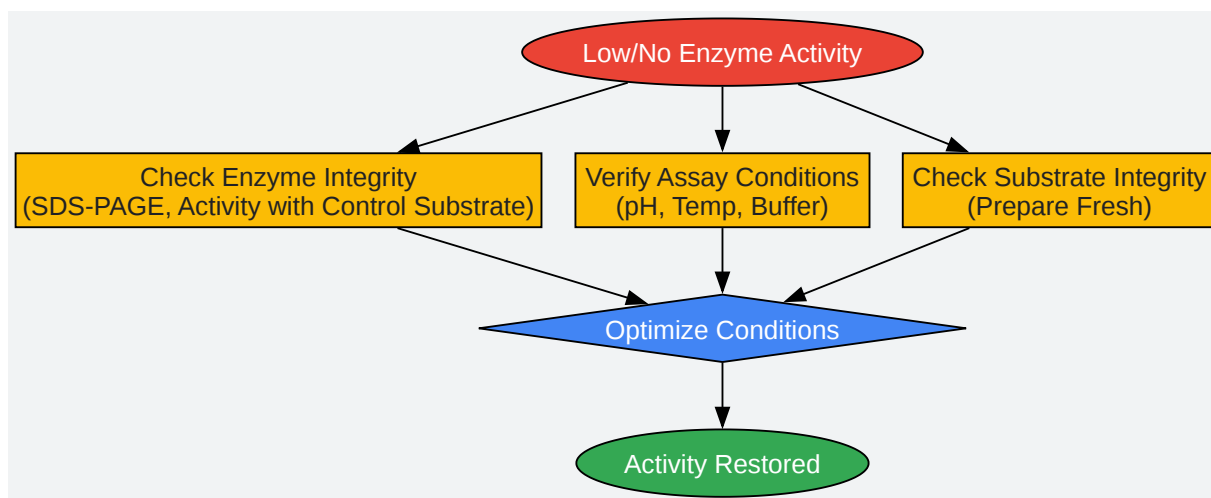 Low/No Enzyme Activity
Check Enzyme Integrity
(SDS-PAGE, Activity with Control Substrate)
Verify Assay Conditions
(pH, Temp, Buffer)
Check Substrate Integrity
(Prepare Fresh)
Optimize Conditions
Activity Restored